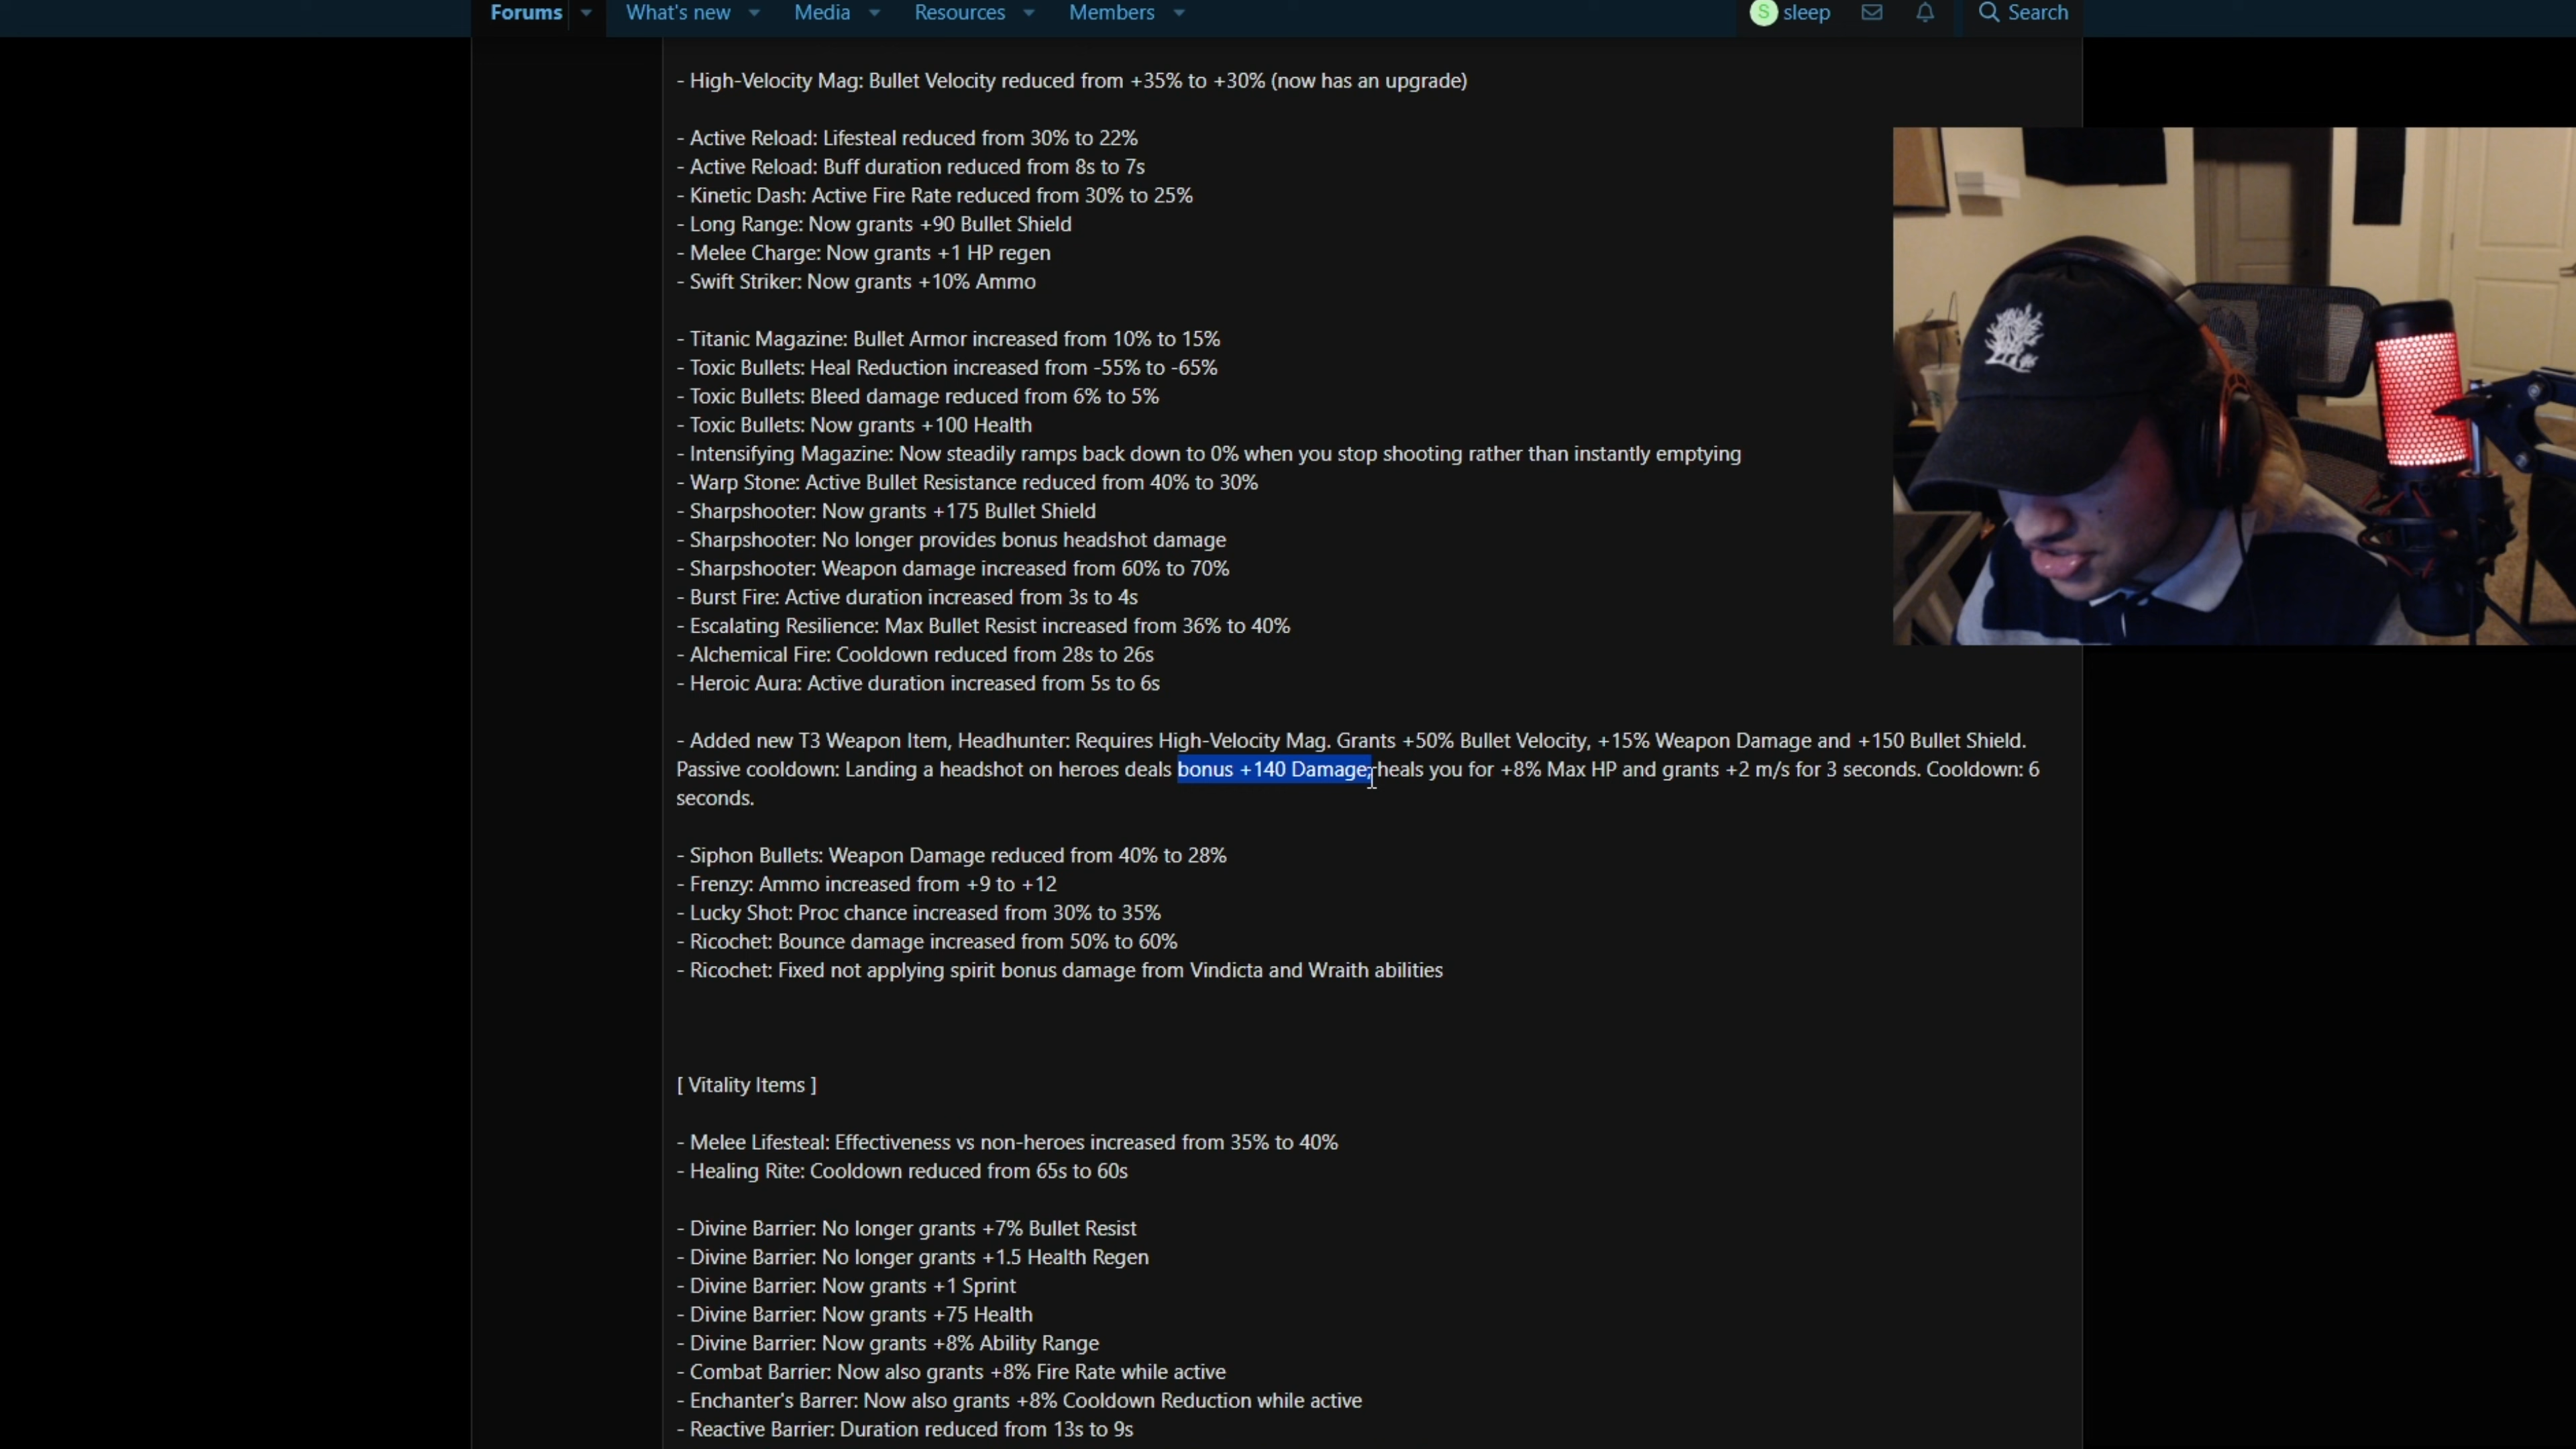 Forums What's new Media Resources Members S sleep Search
- High-Velocity Mag: Bullet Velocity reduced from +35% to +30% (now has an upgrade)
- Active Reload: Lifesteal reduced from 30% to 22%
- Active Reload: Buff duration reduced from 8s to 7s
- Kinetic Dash: Active Fire Rate reduced from 30% to 25%
- Long Range: Now grants +90 Bullet Shield
- Melee Charge: Now grants +1 HP regen
- Swift Striker: Now grants +10% Ammo
- Titanic Magazine: Bullet Armor increased from 10% to 15%
- Toxic Bullets: Heal Reduction increased from -55% to -65%
- Toxic Bullets: Bleed damage reduced from 6% to 5%
- Toxic Bullets: Now grants +100 Health
- Intensifying Magazine: Now steadily ramps back down to 0% when you stop shooting rather than instantly emptying
- Warp Stone: Active Bullet Resistance reduced from 40% to 30%
- Sharpshooter: Now grants +175 Bullet Shield
- Sharpshooter: No longer provides bonus headshot damage
- Sharpshooter: Weapon damage increased from 60% to 70%
- Burst Fire: Active duration increased from 3s to 4s
- Escalating Resilience: Max Bullet Resist increased from 36% to 40%
- Alchemical Fire: Cooldown reduced from 28s to 26s
- Heroic Aura: Active duration increased from 5s to 6s
- Added new T3 Weapon Item, Headhunter: Requires High-Velocity Mag. Grants +50% Bullet Velocity, +15% Weapon Damage and +150 Bullet Shield.
Passive cooldown: Landing a headshot on heroes deals bonus +140 Damage, heals you for +8% Max HP and grants +2 m/s for 3 seconds. Cooldown: 6
seconds.
- Siphon Bullets: Weapon Damage reduced from 40% to 28%
- Frenzy: Ammo increased from +9 to +12
- Lucky Shot: Proc chance increased from 30% to 35%
- Ricochet: Bounce damage increased from 50% to 60%
- Ricochet: Fixed not applying spirit bonus damage from Vindicta and Wraith abilities
[ Vitality Items ]
- Melee Lifesteal: Effectiveness vs non-heroes increased from 35% to 40%
- Healing Rite: Cooldown reduced from 65s to 60s
- Divine Barrier: No longer grants +7% Bullet Resist
- Divine Barrier: No longer grants +1.5 Health Regen
- Divine Barrier: Now grants +1 Sprint
- Divine Barrier: Now grants +75 Health
- Divine Barrier: Now grants +8% Ability Range
- Combat Barrier: Now also grants +8% Fire Rate while active
- Enchanter's Barrer: Now also grants +8% Cooldown Reduction while active
- Reactive Barrier: Duration reduced from 13s to 9s